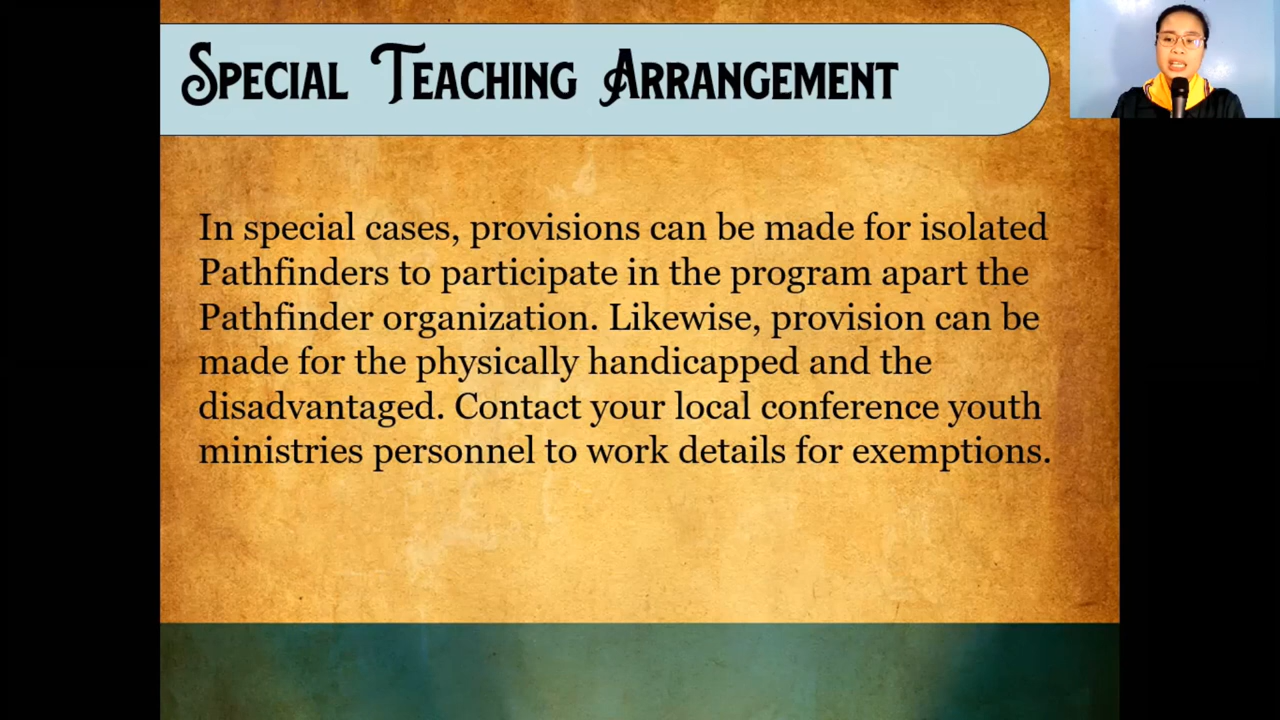 Special Teaching Arrangement
In special cases, provisions can be made for isolated
Pathfinders to participate in the program apart the
Pathfinder organization. Likewise, provision can be
made for the physically handicapped and the
disadvantaged. Contact your local conference youth
ministries personnel to work details for exemptions.